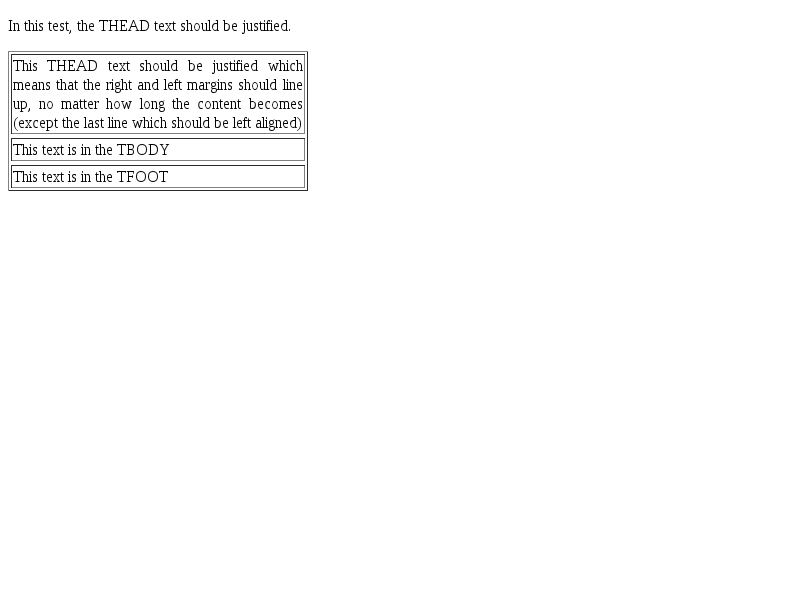 In this test, the THEAD text should be justified.
This THEAD text should be justified which
means that the right and left margins should line
up, no matter how long the content becomes
(except the last line which should be left aligned)
This text is in the TBODY
This text is in the TFOOT